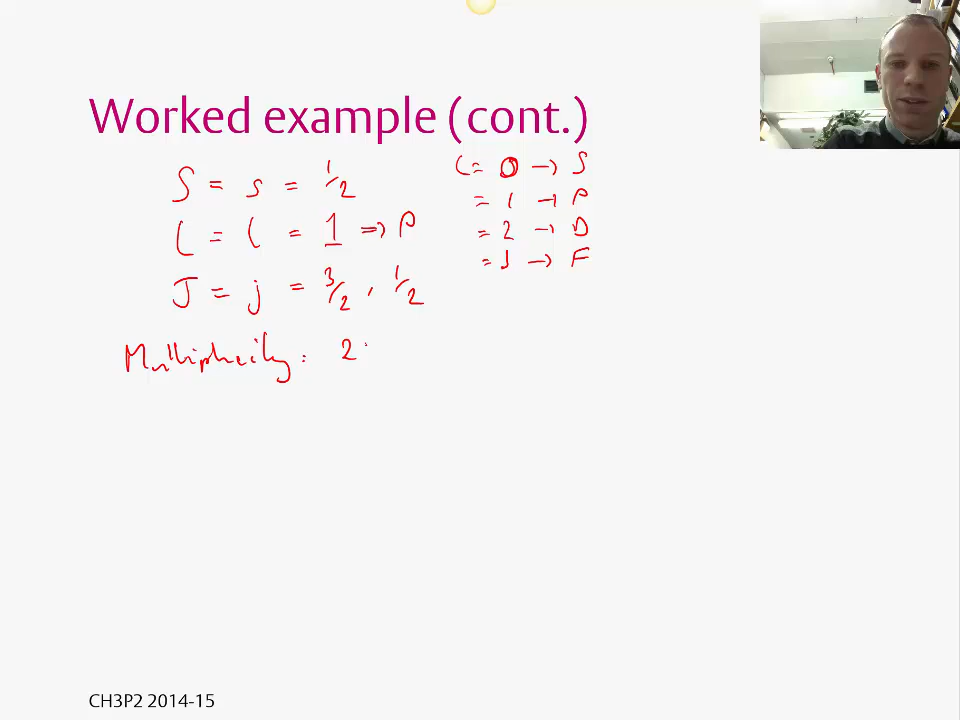 Worked example (cont.)
S = s = 1/2
L = l = 1 => P
J = j = 3/2, 1/2
L = 0 → S
= 1 → P
= 2 → D
= 3 → F
Multiplicity: 2
CH3P2 2014-15